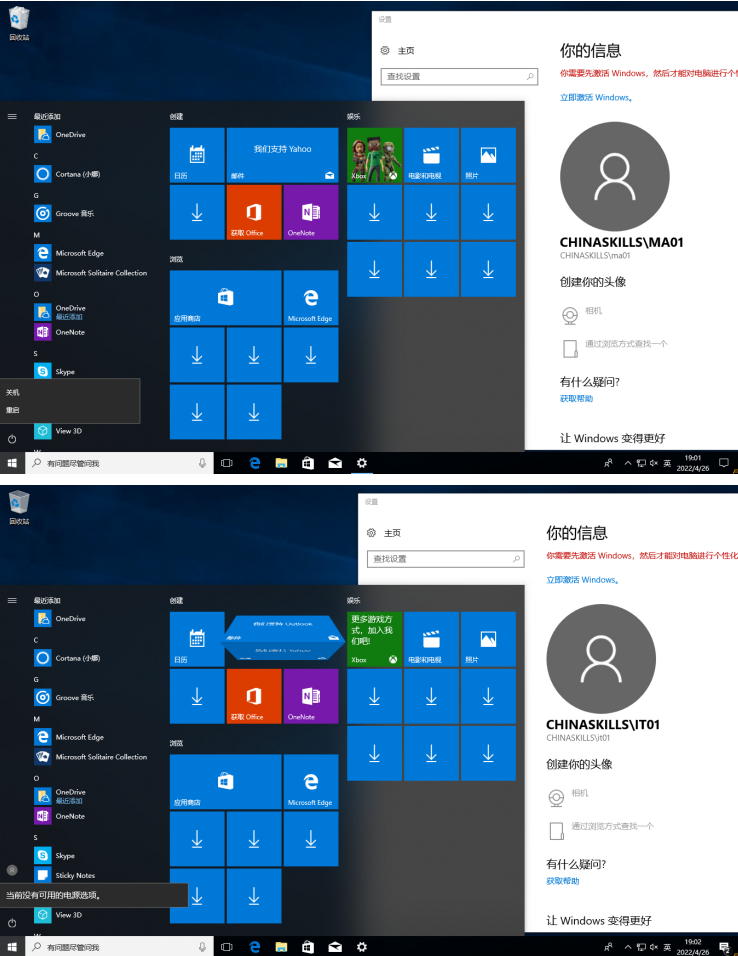 设置
回收站
主页
你的信息
查找设置
你需要先激活 Windows，然后才能对电脑进行个
立即激活 Windows。
最近添加
创建
娱乐
OneDrive
我们支持 Yahoo
C
Cortana (小娜)
日历
邮件
Xbox
电影和电视
照片
G
Groove 音乐
M
获取 Office
OneNote
Microsoft Edge
CHINASKILLS\MA01
CHINASKILLS\ma01
浏览
Microsoft Solitaire Collection
创建你的头像
O
OneDrive
最近添加
相机
应用商店
Microsoft Edge
OneNote
通过浏览方式查找一个
S
Skype
有什么疑问?
关机
获取帮助
重启
View 3D
让 Windows 变得更好
有问题尽管问我
英
19:01
2022/4/26
设置
回收站
主页
你的信息
查找设置
你需要先激活 Windows，然后才能对电脑进行个性化
立即激活 Windows。
最近添加
创建
娱乐
OneDrive
我们支持 Outlook
更多游戏方
式，加入我
们吧!
C
Cortana (小娜)
日历
邮件
我们支持 Yahoo
Xbox
电影和电视
照片
G
Groove 音乐
M
获取 Office
OneNote
Microsoft Edge
CHINASKILLS\IT01
CHINASKILLS\it01
浏览
Microsoft Solitaire Collection
创建你的头像
O
OneDrive
最近添加
相机
应用商店
Microsoft Edge
OneNote
通过浏览方式查找一个
S
Skype
有什么疑问?
Sticky Notes
获取帮助
当前没有可用的电源选项。
View 3D
让 Windows 变得更好
有问题尽管问我
英
19:02
2022/4/26